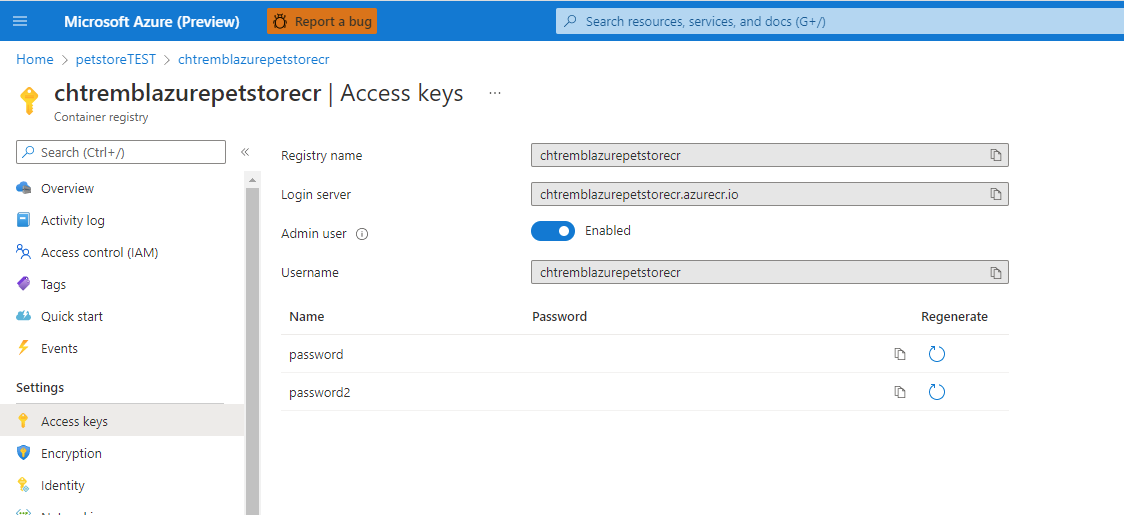 Microsoft Azure (Preview) Report a bug Search resources, services, and docs (G+/)
Home > petstoreTEST > chtremblazurepetstorecr
chtremblazurepetstorecr | Access keys ...
Container registry
Search (Ctrl+/) «
Overview
Activity log
Access control (IAM)
Tags
Quick start
Events
Settings
Access keys
Encryption
Identity
Registry name chtremblazurepetstorecr
Login server chtremblazurepetstorecr.azurecr.io
Admin user Enabled
Username chtremblazurepetstorecr
Name Password Regenerate
password
password2